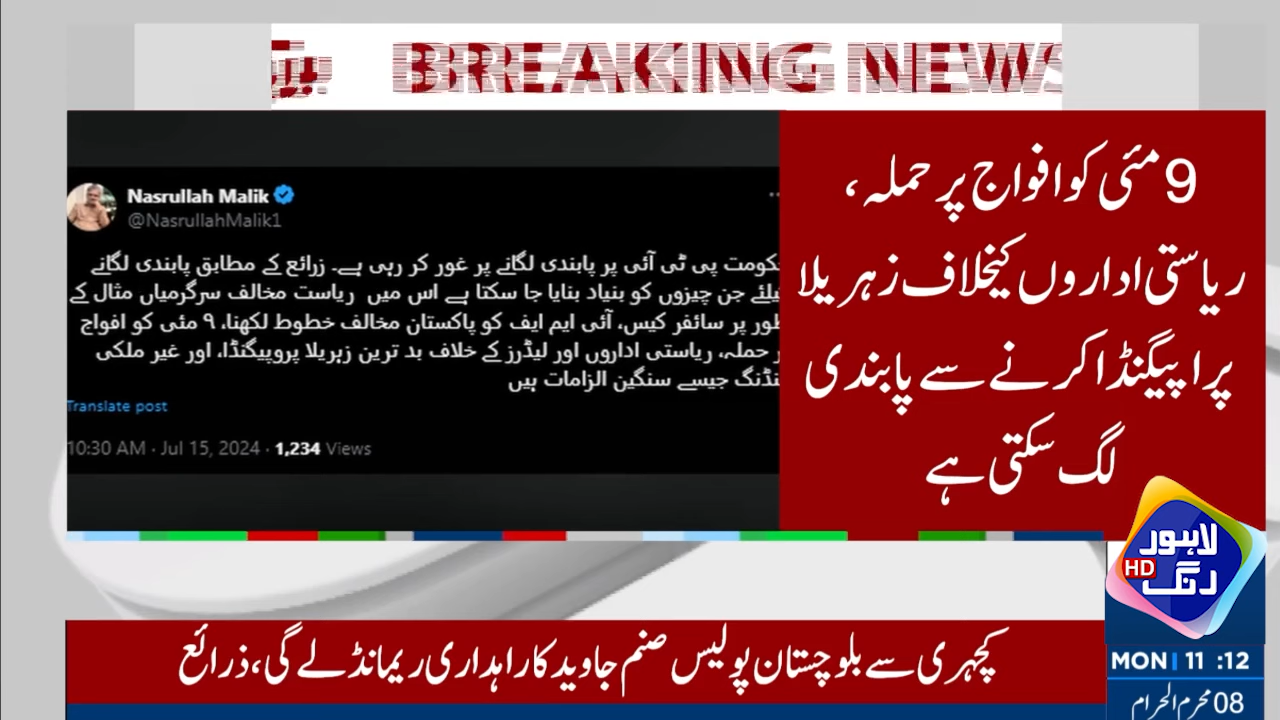 BREAKING NEWS
Nasrullah Malik
@NasrullahMalik1
حکومت پی ٹی آئی پر پابندی لگانے پر غور کر رہی ہے۔ زرائع کے مطابق پابندی لگانے
کیلئے جن چیزوں کو بنیاد بنایا جا سکتا ہے اس میں ریاست مخالف سرگرمیاں مثال کے
طور پر سائفر کیس، آئی ایم ایف کو پاکستان مخالف خطوط لکھنا، ۹ مئی کو افواج
پر حملہ، ریاستی اداروں اور لیڈرز کے خلاف بد ترین زہریلا پروپیگنڈا، اور غیر ملکی
فنڈنگ جیسے سنگین الزامات ہیں
Translate post
10:30 AM · Jul 15, 2024 · 1,234 Views
9 مئی کو افواج پر حملہ،
ریاستی اداروں کیخلاف زہریلا
پراپیگنڈا کرنے سے پابندی
لگ سکتی ہے
لاہور
رنگ
HD
کچہری سے بلوچستان پولیس صنم جاوید کا راہداری ریمانڈ لے گی، ذرائع
MON 11 :12
08 محرم الحرام